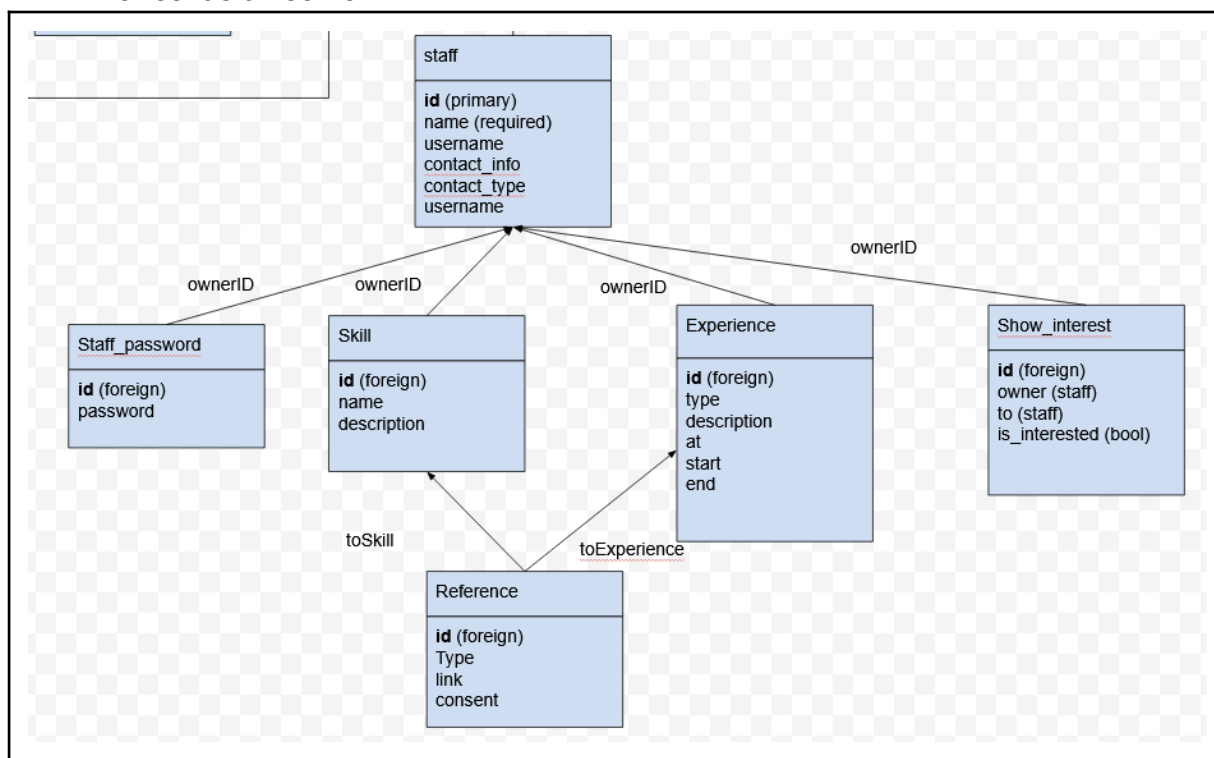 staff
id (primary)
name (required)
username
contact_info
contact_type
username
ownerID
ownerID
ownerID
ownerID
Staff_password
id (foreign)
password
Skill
id (foreign)
name
description
Experience
id (foreign)
type
description
at
start
end
Show_interest
id (foreign)
owner (staff)
to (staff)
is_interested (bool)
toSkill
toExperience
Reference
id (foreign)
Type
link
consent